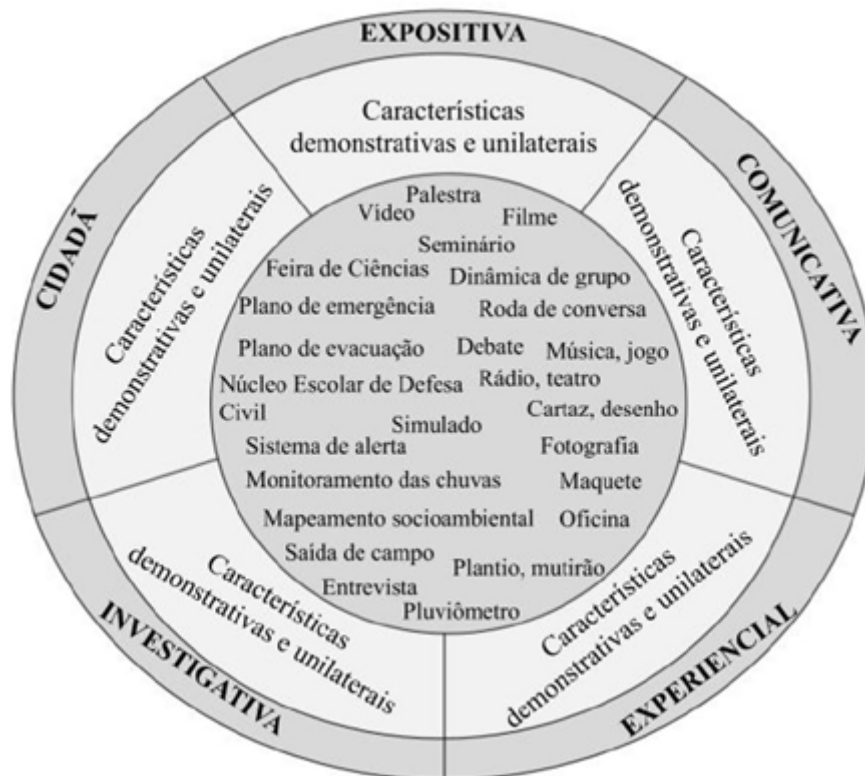 EXPOSITIVA
Características
demonstrativas e unilaterais
COMUNICATIVA
Características
demonstrativas e unilaterais
EXPERIENCIAL
Características
demonstrativas e unilaterais
INVESTIGATIVA
Características
demonstrativas e unilaterais
CIDADÃ
Características
demonstrativas e unilaterais
Palestra
Vídeo Filme
Seminário
Feira de Ciências Dinâmica de grupo
Plano de emergência Roda de conversa
Plano de evacuação Debate Música, jogo
Núcleo Escolar de Defesa Rádio, teatro
Civil Simulado Cartaz, desenho
Sistema de alerta Fotografia
Monitoramento das chuvas Maquete
Mapeamento socioambiental Oficina
Saída de campo Plantio, mutirão
Entrevista
Pluviômetro